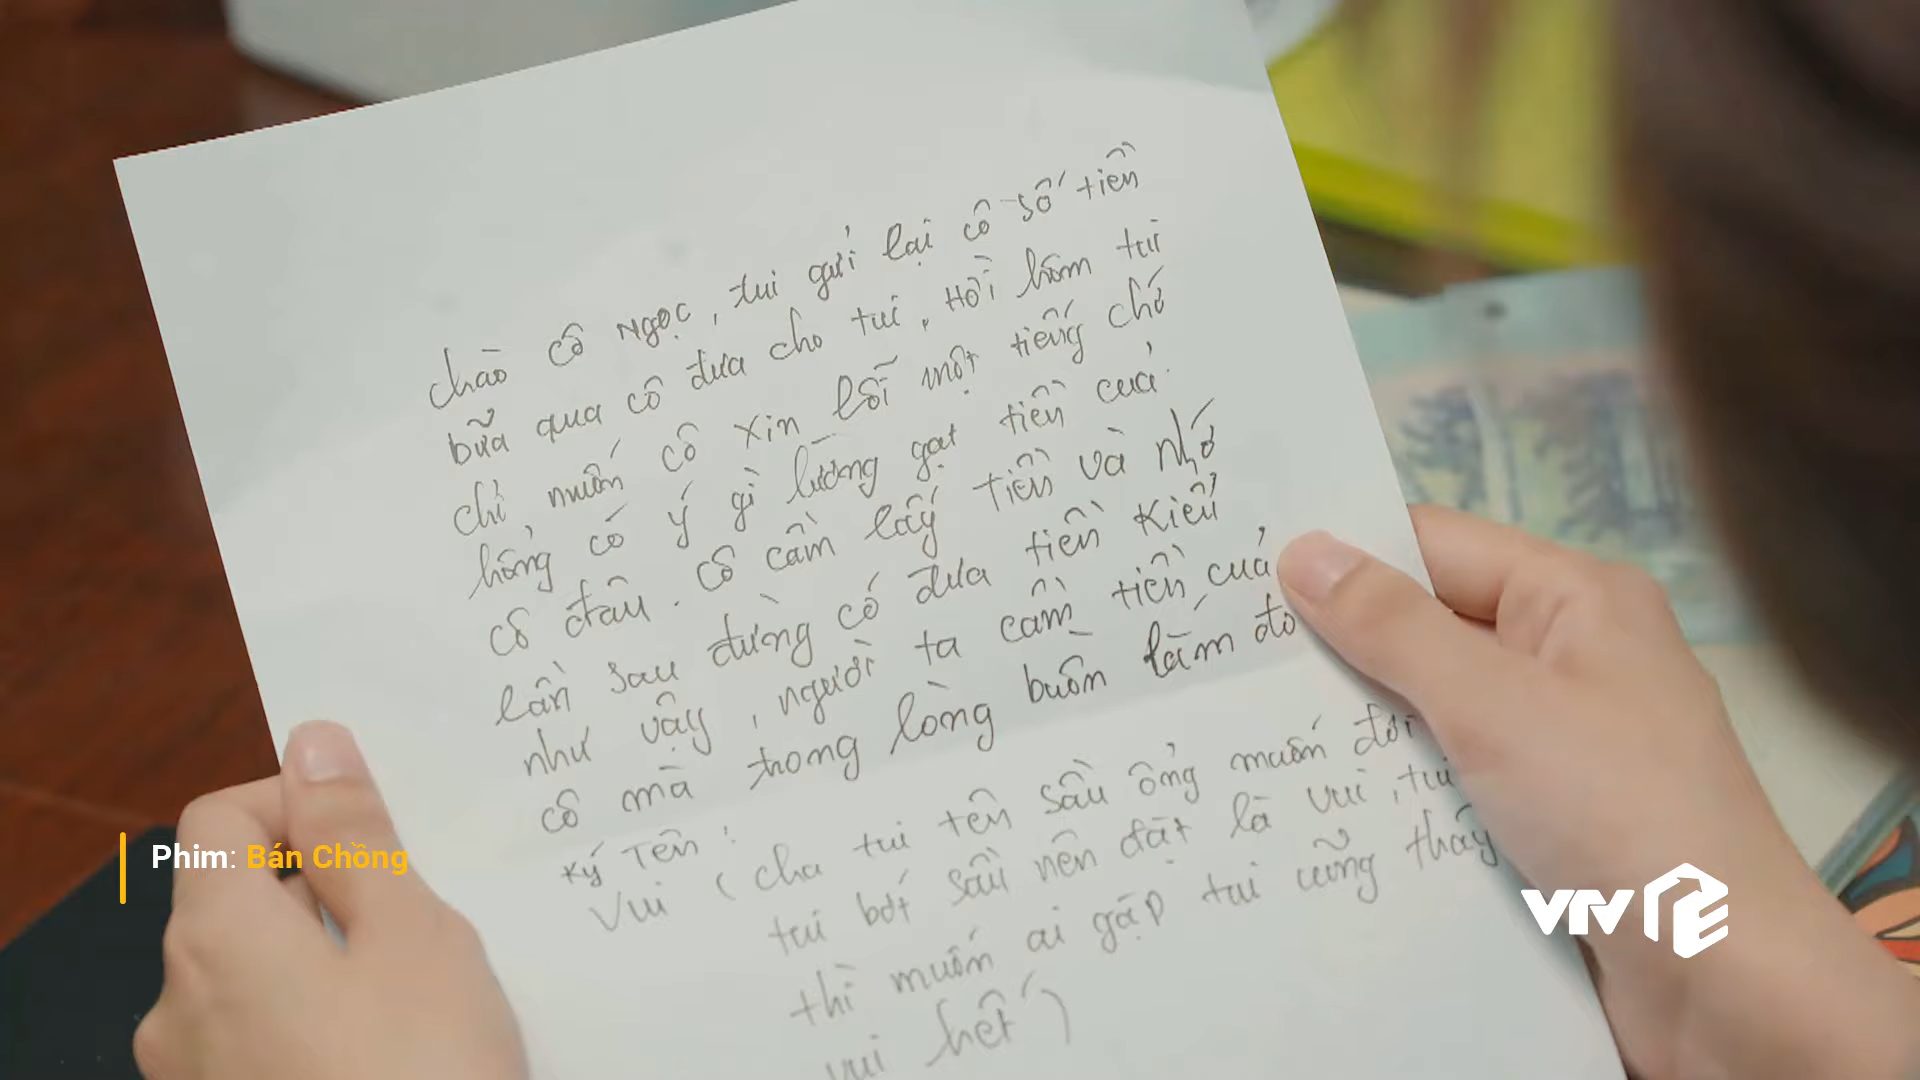 chào cô Ngọc, tui gửi lại cô số tiền
bữa qua cô đưa cho tui, Hồi hôm tui
chỉ muốn cô xin lỗi một tiếng chớ
hông có ý gì lường gạt tiền của
cô đâu. Cô cầm lấy tiền và nhớ
lần sau đừng có đưa tiền kiểu
như vậy, người ta cầm tiền của
cô mà trong lòng buồn lắm đó
Ký Tên:
Vui (cha tui tên Sầu ổng muốn đời
tui bớt sầu nên đặt là vui, tui
thì muốn ai gặp tui cũng thấy
vui hết)
Phim: Bán Chồng
VTV